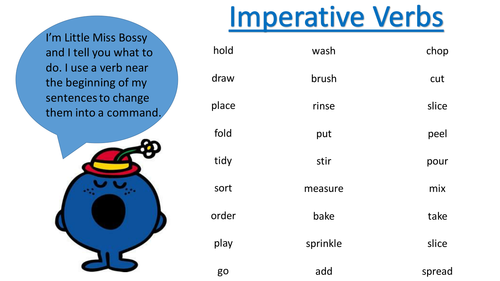 Imperative Verbs
I'm Little Miss Bossy
and I tell you what to
do. I use a verb near
the beginning of my
sentences to change
them into a command.
hold wash chop
draw brush cut
place rinse slice
fold put peel
tidy stir pour
sort measure mix
order bake take
play sprinkle slice
go add spread